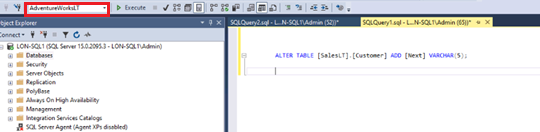 AdventureWorksLT
Execute
Object Explorer
Connect
LON-SQL1 (SQL Server 15.0.2095.3 - LON-SQL1\Admin)
Databases
Security
Server Objects
Replication
PolyBase
Always On High Availability
Management
Integration Services Catalogs
SQL Server Agent (Agent XPs disabled)
SQLQuery2.sql - L...N-SQL1\Admin (52))*
SQLQuery1.sql - L...N-SQL1\Admin (65))*
ALTER TABLE [SalesLT].[Customer] ADD [Next] VARCHAR(5);